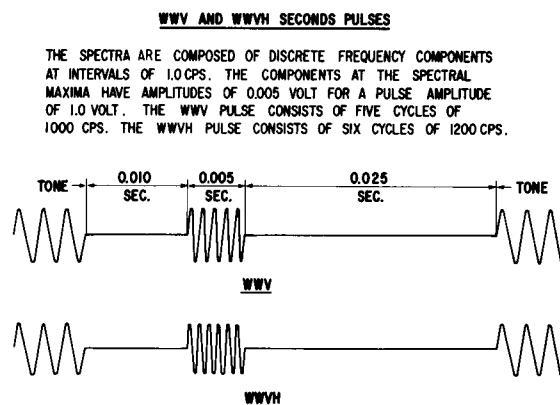 WWV AND WWVH SECONDS PULSES
THE SPECTRA ARE COMPOSED OF DISCRETE FREQUENCY COMPONENTS
AT INTERVALS OF 1.0 CPS. THE COMPONENTS AT THE SPECTRAL
MAXIMA HAVE AMPLITUDES OF 0.005 VOLT FOR A PULSE AMPLITUDE
OF 1.0 VOLT. THE WWV PULSE CONSISTS OF FIVE CYCLES OF
1000 CPS. THE WWVH PULSE CONSISTS OF SIX CYCLES OF 1200 CPS.
TONE 0.010 SEC. 0.005 SEC. 0.025 SEC. TONE
WWV
WWVH